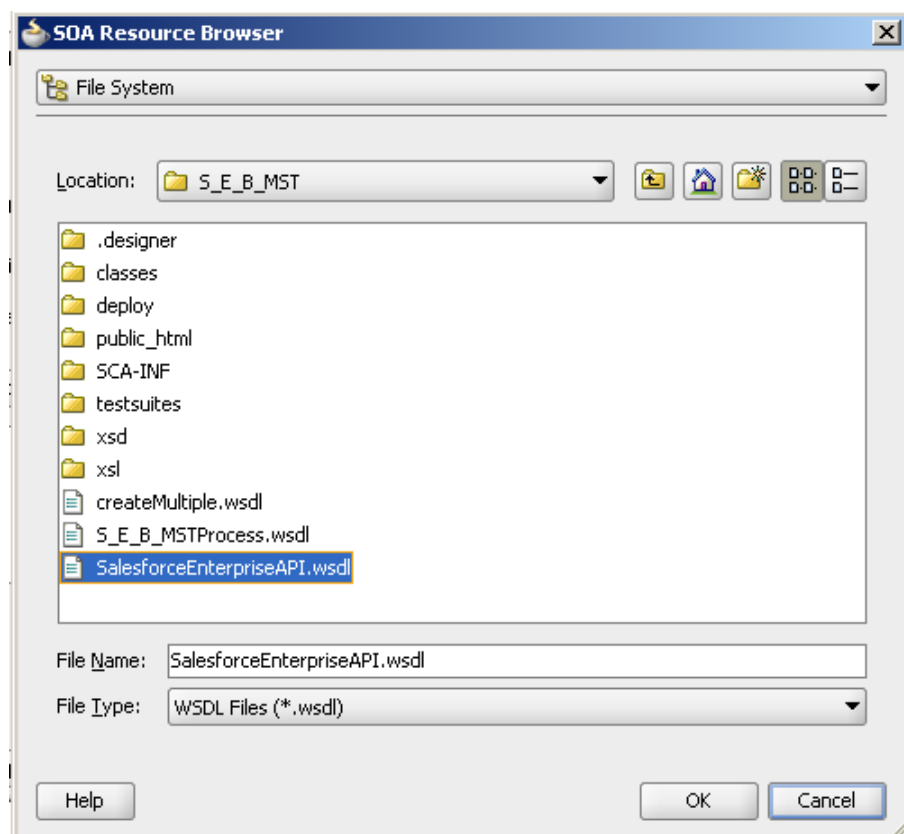 SOA Resource Browser
File System
Location: S_E_B_MST
.designer
classes
deploy
public_html
SCA-INF
testsuites
xsd
xsl
createMultiple.wsdl
S_E_B_MSTProcess.wsdl
SalesforceEnterpriseAPI.wsdl
File Name: SalesforceEnterpriseAPI.wsdl
File Type: WSDL Files (*.wsdl)
Help OK Cancel